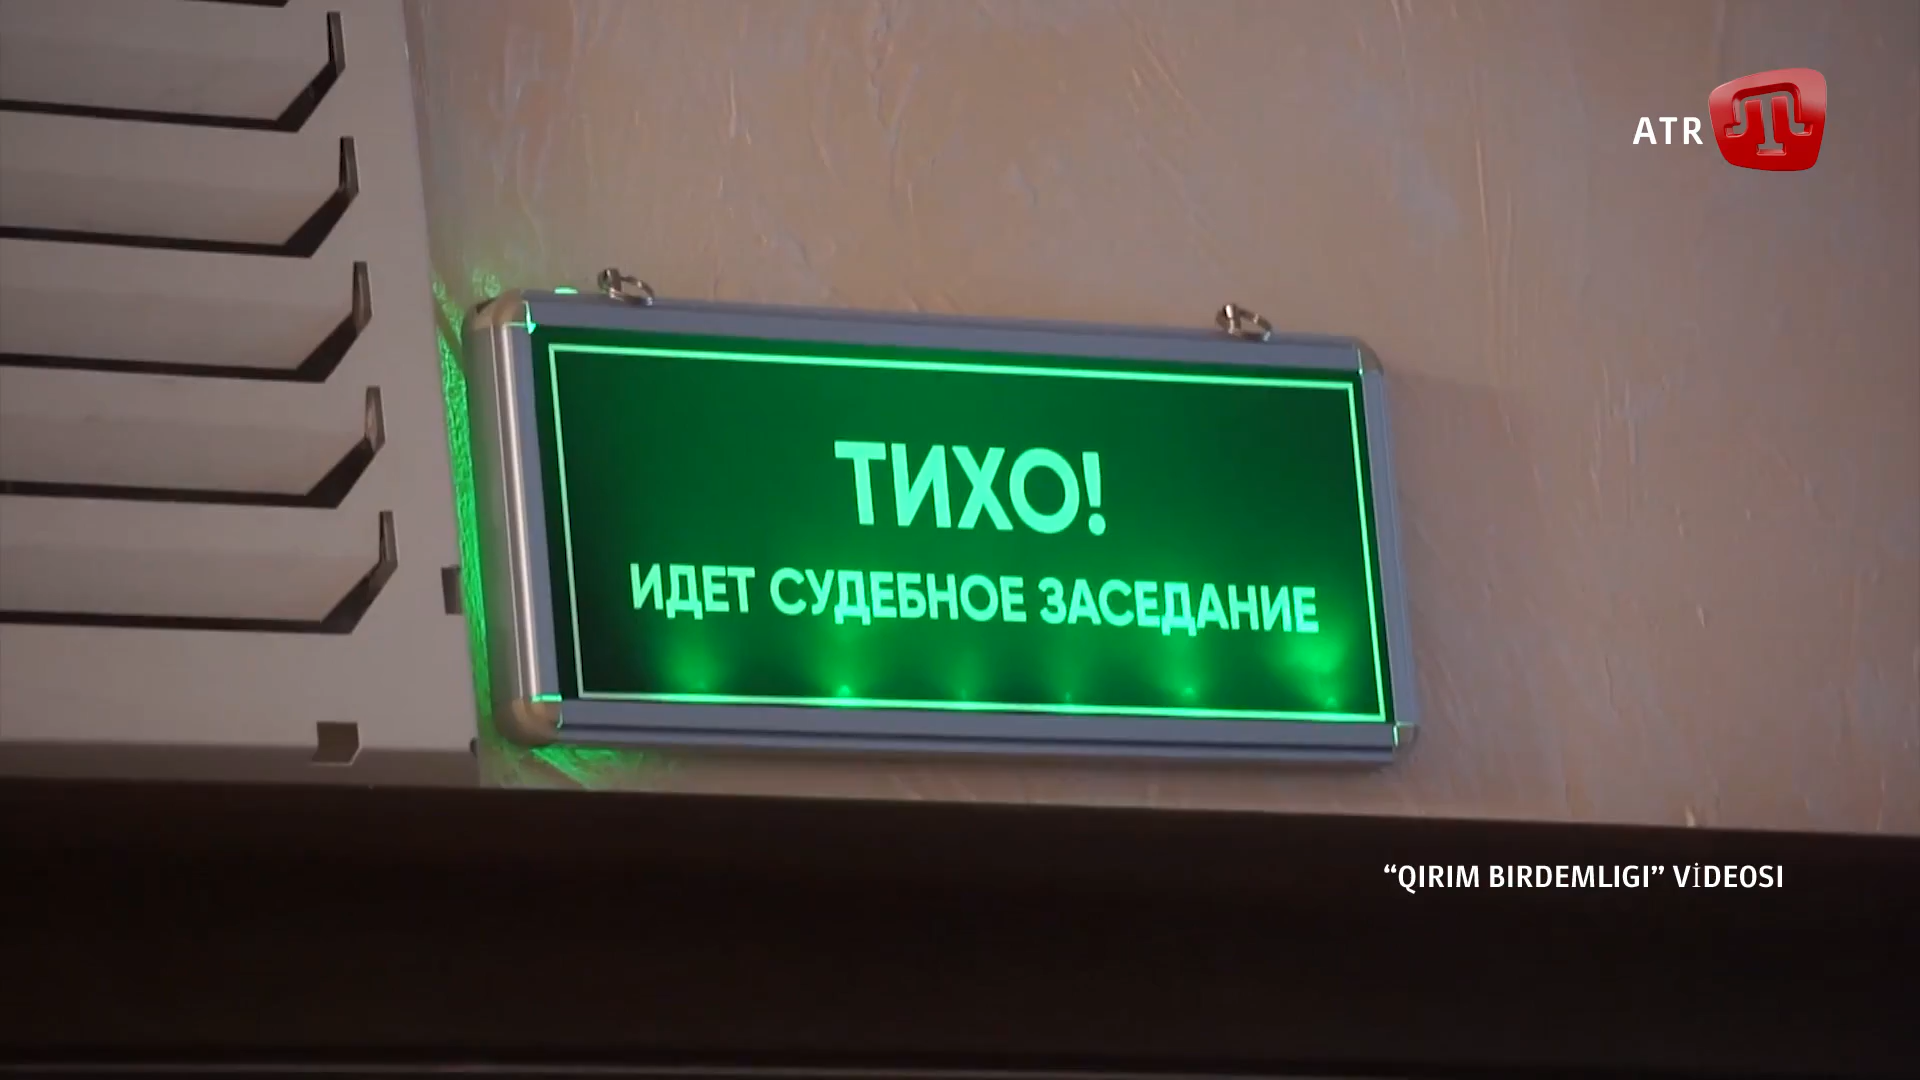 ATR
ТИХО!
ИДЕТ СУДЕБНОЕ ЗАСЕДАНИЕ
“QIRIM BIRDEMLIGI” VİDEOSI